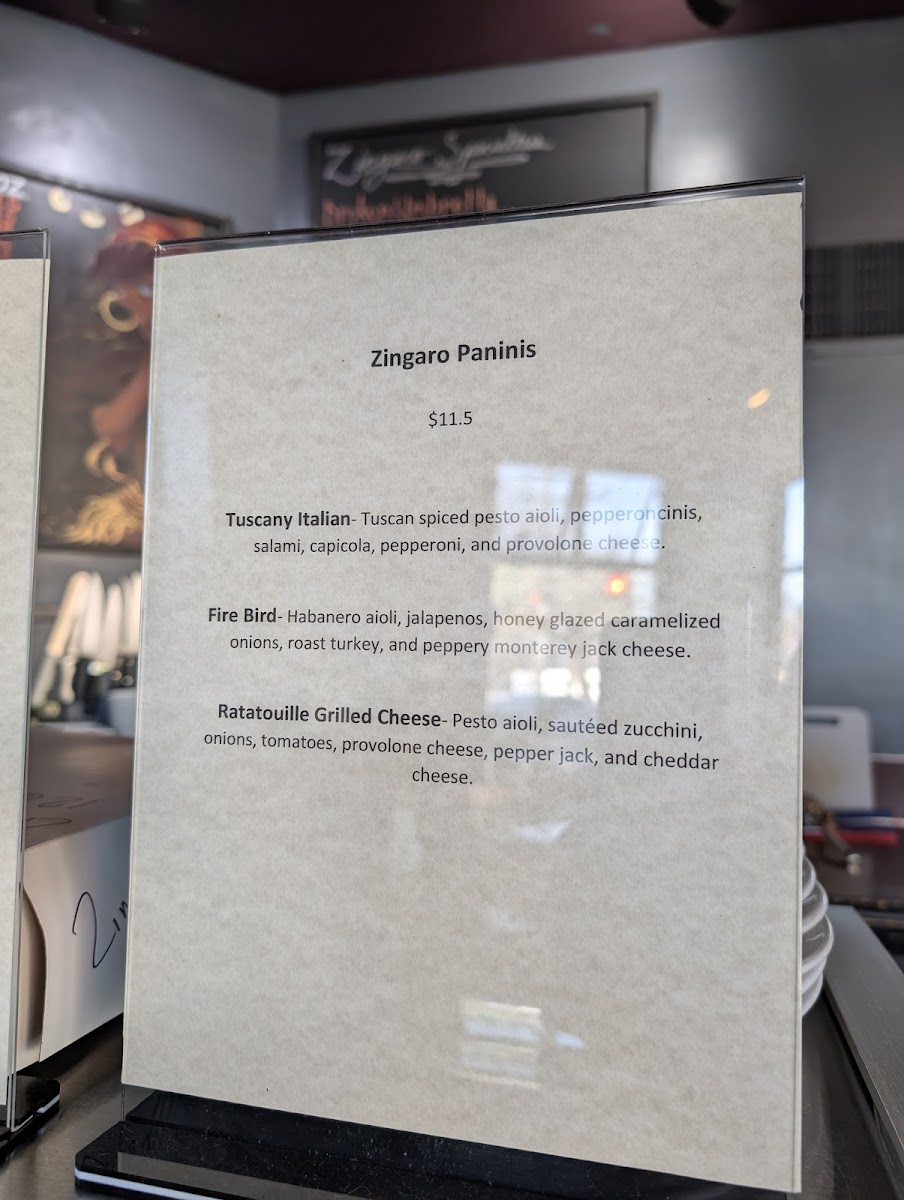 Zingaro
Zingaro Paninis
$11.5
Tuscany Italian- Tuscan spiced pesto aioli, pepperoncinis,
salami, capicola, pepperoni, and provolone cheese.
Fire Bird- Habanero aioli, jalapenos, honey glazed caramelized
onions, roast turkey, and peppery monterey jack cheese.
Ratatouille Grilled Cheese- Pesto aioli, sautéed zucchini,
onions, tomatoes, provolone cheese, pepper jack, and cheddar
cheese.
Zin